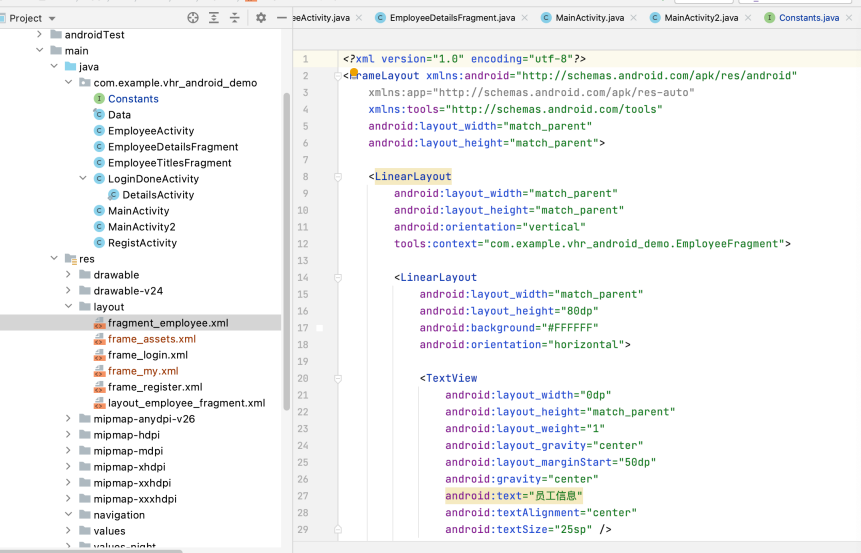 Project
eActivity.java
EmployeeDetailsFragment.java
MainActivity.java
MainActivity2.java
Constants.java
androidTest
main
java
com.example.vhr_android_demo
Constants
Data
EmployeeActivity
EmployeeDetailsFragment
EmployeeTitlesFragment
LoginDoneActivity
DetailsActivity
MainActivity
MainActivity2
RegistActivity
res
drawable
drawable-v24
layout
fragment_employee.xml
frame_assets.xml
frame_login.xml
frame_my.xml
frame_register.xml
layout_employee_fragment.xml
mipmap-anydpi-v26
mipmap-hdpi
mipmap-mdpi
mipmap-xhdpi
mipmap-xxhdpi
mipmap-xxxhdpi
navigation
values
values-night
1 <?xml version="1.0" encoding="utf-8"?>
2 <FrameLayout xmlns:android="http://schemas.android.com/apk/res/android"
3 xmlns:app="http://schemas.android.com/apk/res-auto"
4 xmlns:tools="http://schemas.android.com/tools"
5 android:layout_width="match_parent"
6 android:layout_height="match_parent">
7
8 <LinearLayout
9 android:layout_width="match_parent"
10 android:layout_height="match_parent"
11 android:orientation="vertical"
12 tools:context="com.example.vhr_android_demo.EmployeeFragment">
13
14 <LinearLayout
15 android:layout_width="match_parent"
16 android:layout_height="80dp"
17 android:background="#FFFFFF"
18 android:orientation="horizontal">
19
20 <TextView
21 android:layout_width="0dp"
22 android:layout_height="match_parent"
23 android:layout_weight="1"
24 android:layout_gravity="center"
25 android:layout_marginStart="50dp"
26 android:gravity="center"
27 android:text="员工信息"
28 android:textAlignment="center"
29 android:textSize="25sp" />